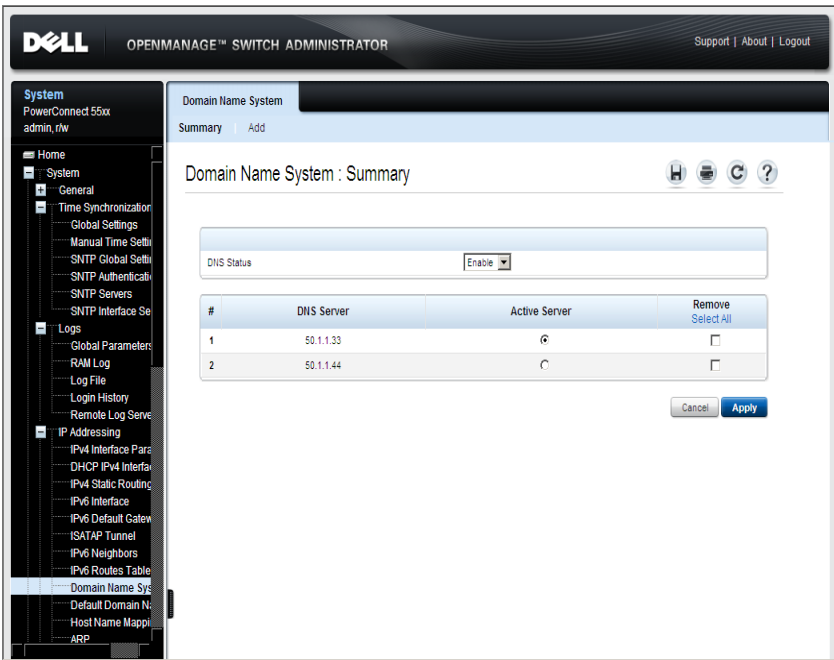 DELL OPENMANAGE™ SWITCH ADMINISTRATOR Support | About | Logout
System
PowerConnect 55xx
admin, r/w
Home
System
General
Time Synchronization
Global Settings
Manual Time Settin
SNTP Global Settin
SNTP Authenticati
SNTP Servers
SNTP Interface Se
Logs
Global Parameters
RAM Log
Log File
Login History
Remote Log Serve
IP Addressing
IPv4 Interface Para
DHCP IPv4 Interfa
IPv4 Static Routing
IPv6 Interface
IPv6 Default Gatew
ISATAP Tunnel
IPv6 Neighbors
IPv6 Routes Table
Domain Name Sys
Default Domain Na
Host Name Mappi
ARP
Domain Name System
Summary Add
Domain Name System : Summary
?
DNS Status Enable
# DNS Server Active Server Remove
Select All
1 50.1.1.33
2 50.1.1.44
Cancel Apply